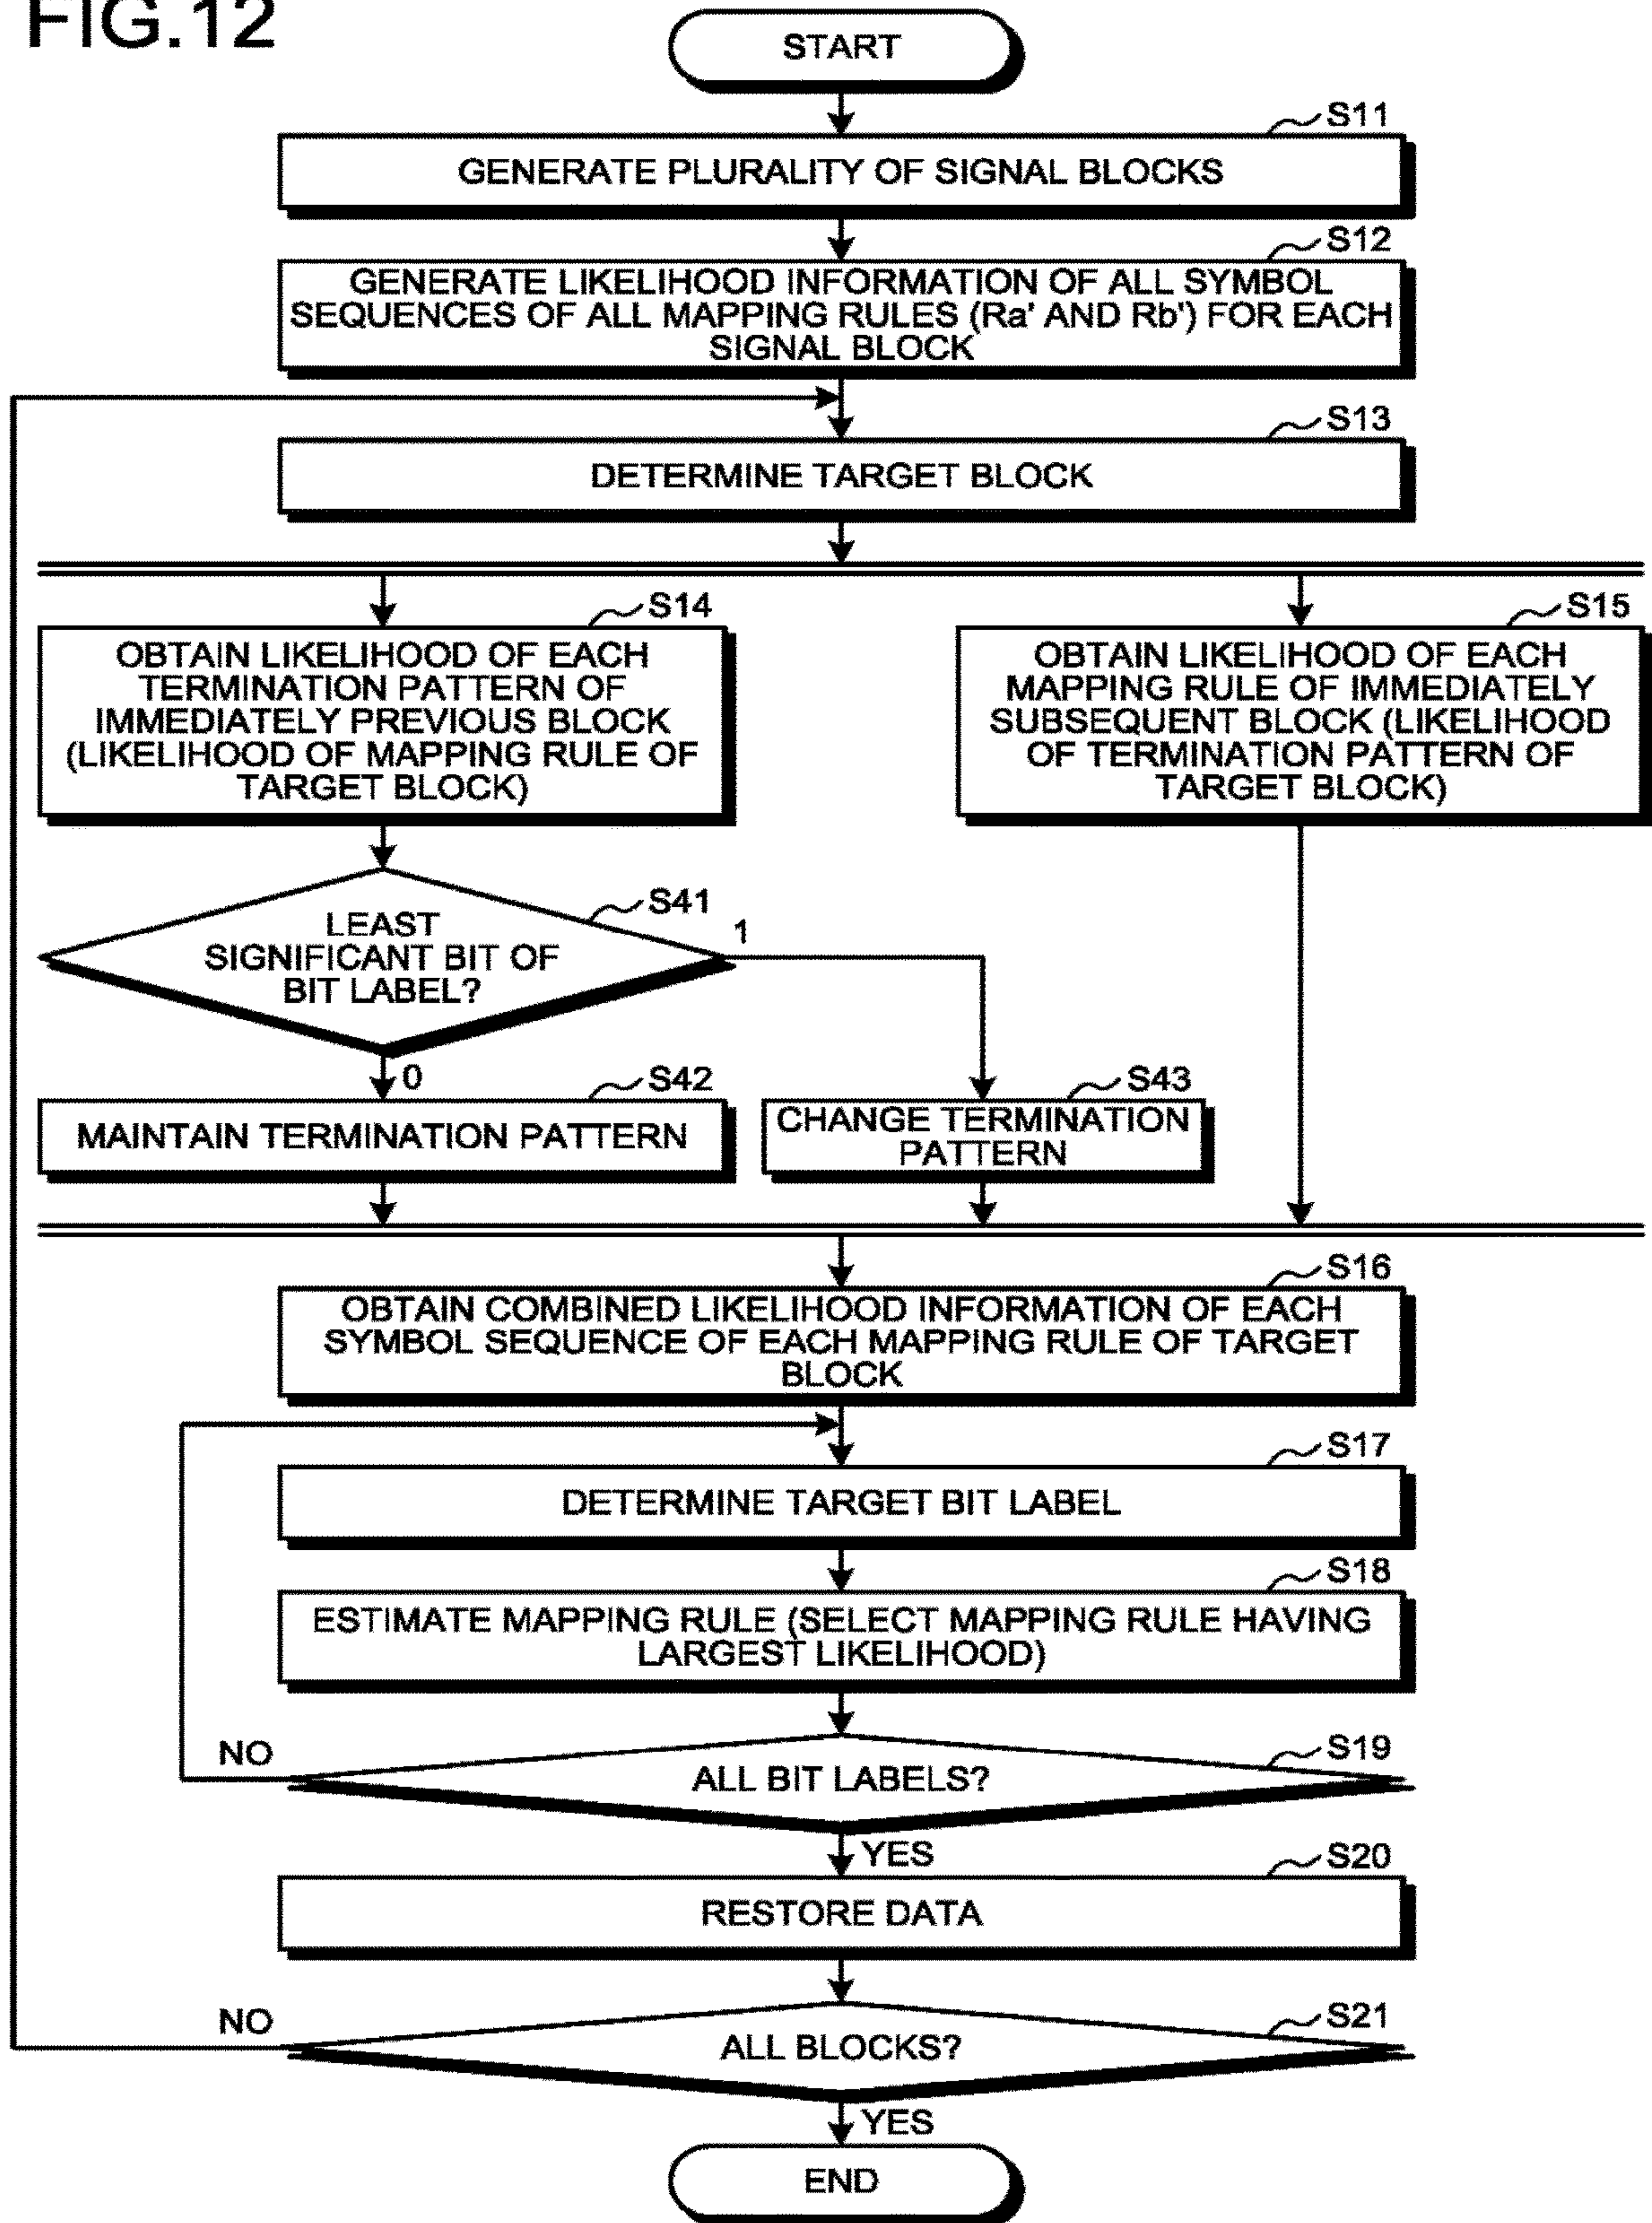 FIG.12
START
S11
GENERATE PLURALITY OF SIGNAL BLOCKS
S12
GENERATE LIKELIHOOD INFORMATION OF ALL SYMBOL
SEQUENCES OF ALL MAPPING RULES (Ra' AND Rb') FOR EACH
SIGNAL BLOCK
S13
DETERMINE TARGET BLOCK
S14
OBTAIN LIKELIHOOD OF EACH
TERMINATION PATTERN OF
IMMEDIATELY PREVIOUS BLOCK
(LIKELIHOOD OF MAPPING RULE OF
TARGET BLOCK)
S15
OBTAIN LIKELIHOOD OF EACH
MAPPING RULE OF IMMEDIATELY
SUBSEQUENT BLOCK (LIKELIHOOD
OF TERMINATION PATTERN OF
TARGET BLOCK)
S41
LEAST
SIGNIFICANT BIT OF
BIT LABEL?
1
0
S42
MAINTAIN TERMINATION PATTERN
S43
CHANGE TERMINATION
PATTERN
S16
OBTAIN COMBINED LIKELIHOOD INFORMATION OF EACH
SYMBOL SEQUENCE OF EACH MAPPING RULE OF TARGET
BLOCK
S17
DETERMINE TARGET BIT LABEL
S18
ESTIMATE MAPPING RULE (SELECT MAPPING RULE HAVING
LARGEST LIKELIHOOD)
S19
NO
ALL BIT LABELS?
YES
S20
RESTORE DATA
S21
NO
ALL BLOCKS?
YES
END